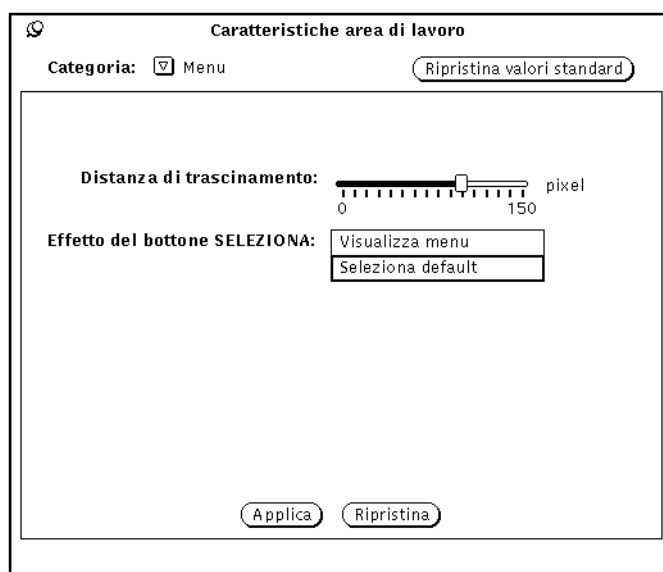 Caratteristiche area di lavoro
Categoria: Menu
Ripristina valori standard
Distanza di trascinamento: pixel
0 150
Effetto del bottone SELEZIONA: Visualizza menu
Seleziona default
Applica Ripristina